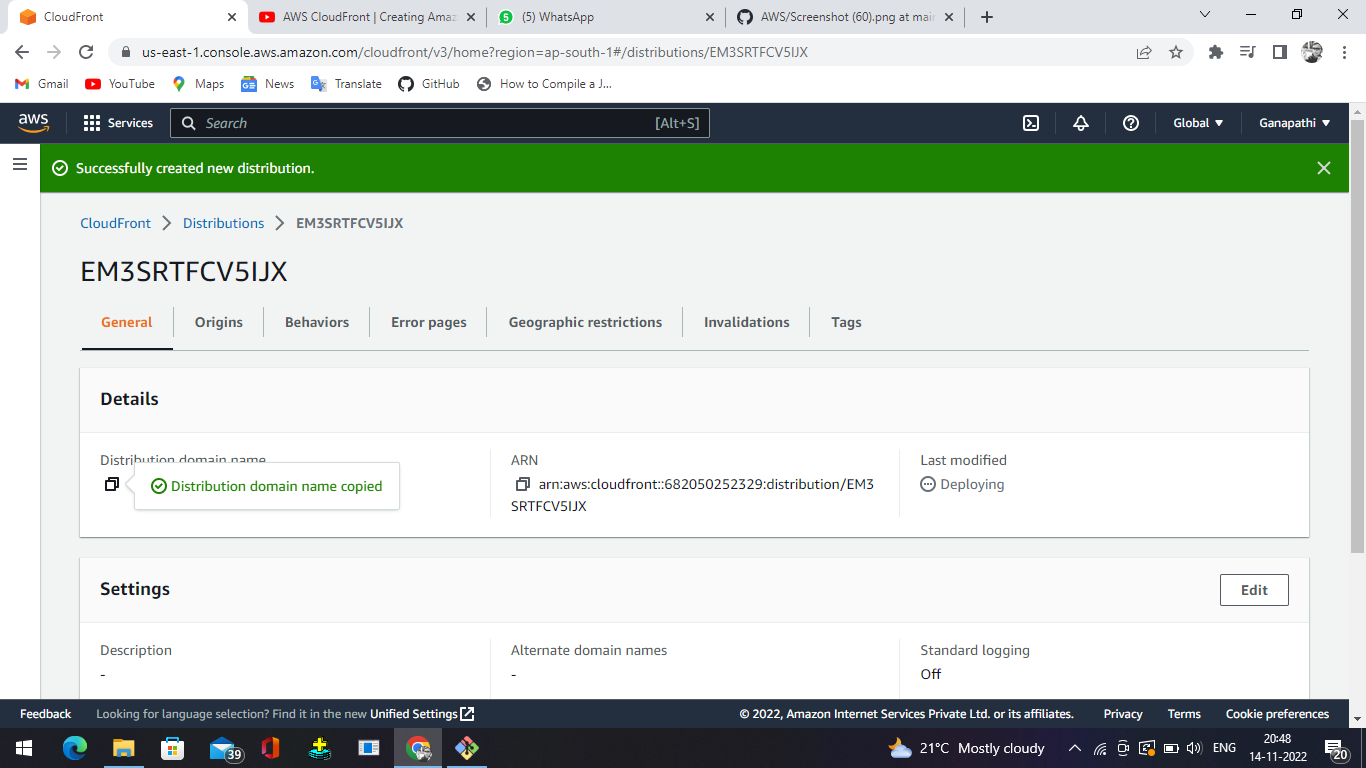 CloudFront
AWS CloudFront | Creating Amaz
(5) WhatsApp
AWS/Screenshot (60).png at mai
us-east-1.console.aws.amazon.com/cloudfront/v3/home?region=ap-south-1#/distributions/EM3SRTFCV5IJX
Gmail YouTube Maps News Translate GitHub How to Compile a J...
aws Services Search [Alt+S] Global Ganapathi
Successfully created new distribution.
CloudFront Distributions EM3SRTFCV5IJX
EM3SRTFCV5IJX
General Origins Behaviors Error pages Geographic restrictions Invalidations Tags
Details
Distribution domain name
Distribution domain name copied
ARN
arn:aws:cloudfront::682050252329:distribution/EM3
SRTFCV5IJX
Last modified
Deploying
Settings
Edit
Description
-
Alternate domain names
-
Standard logging
Off
Feedback Looking for language selection? Find it in the new Unified Settings © 2022, Amazon Internet Services Private Ltd. or its affiliates. Privacy Terms Cookie preferences
39
21°C Mostly cloudy
ENG
20:48
14-11-2022
20